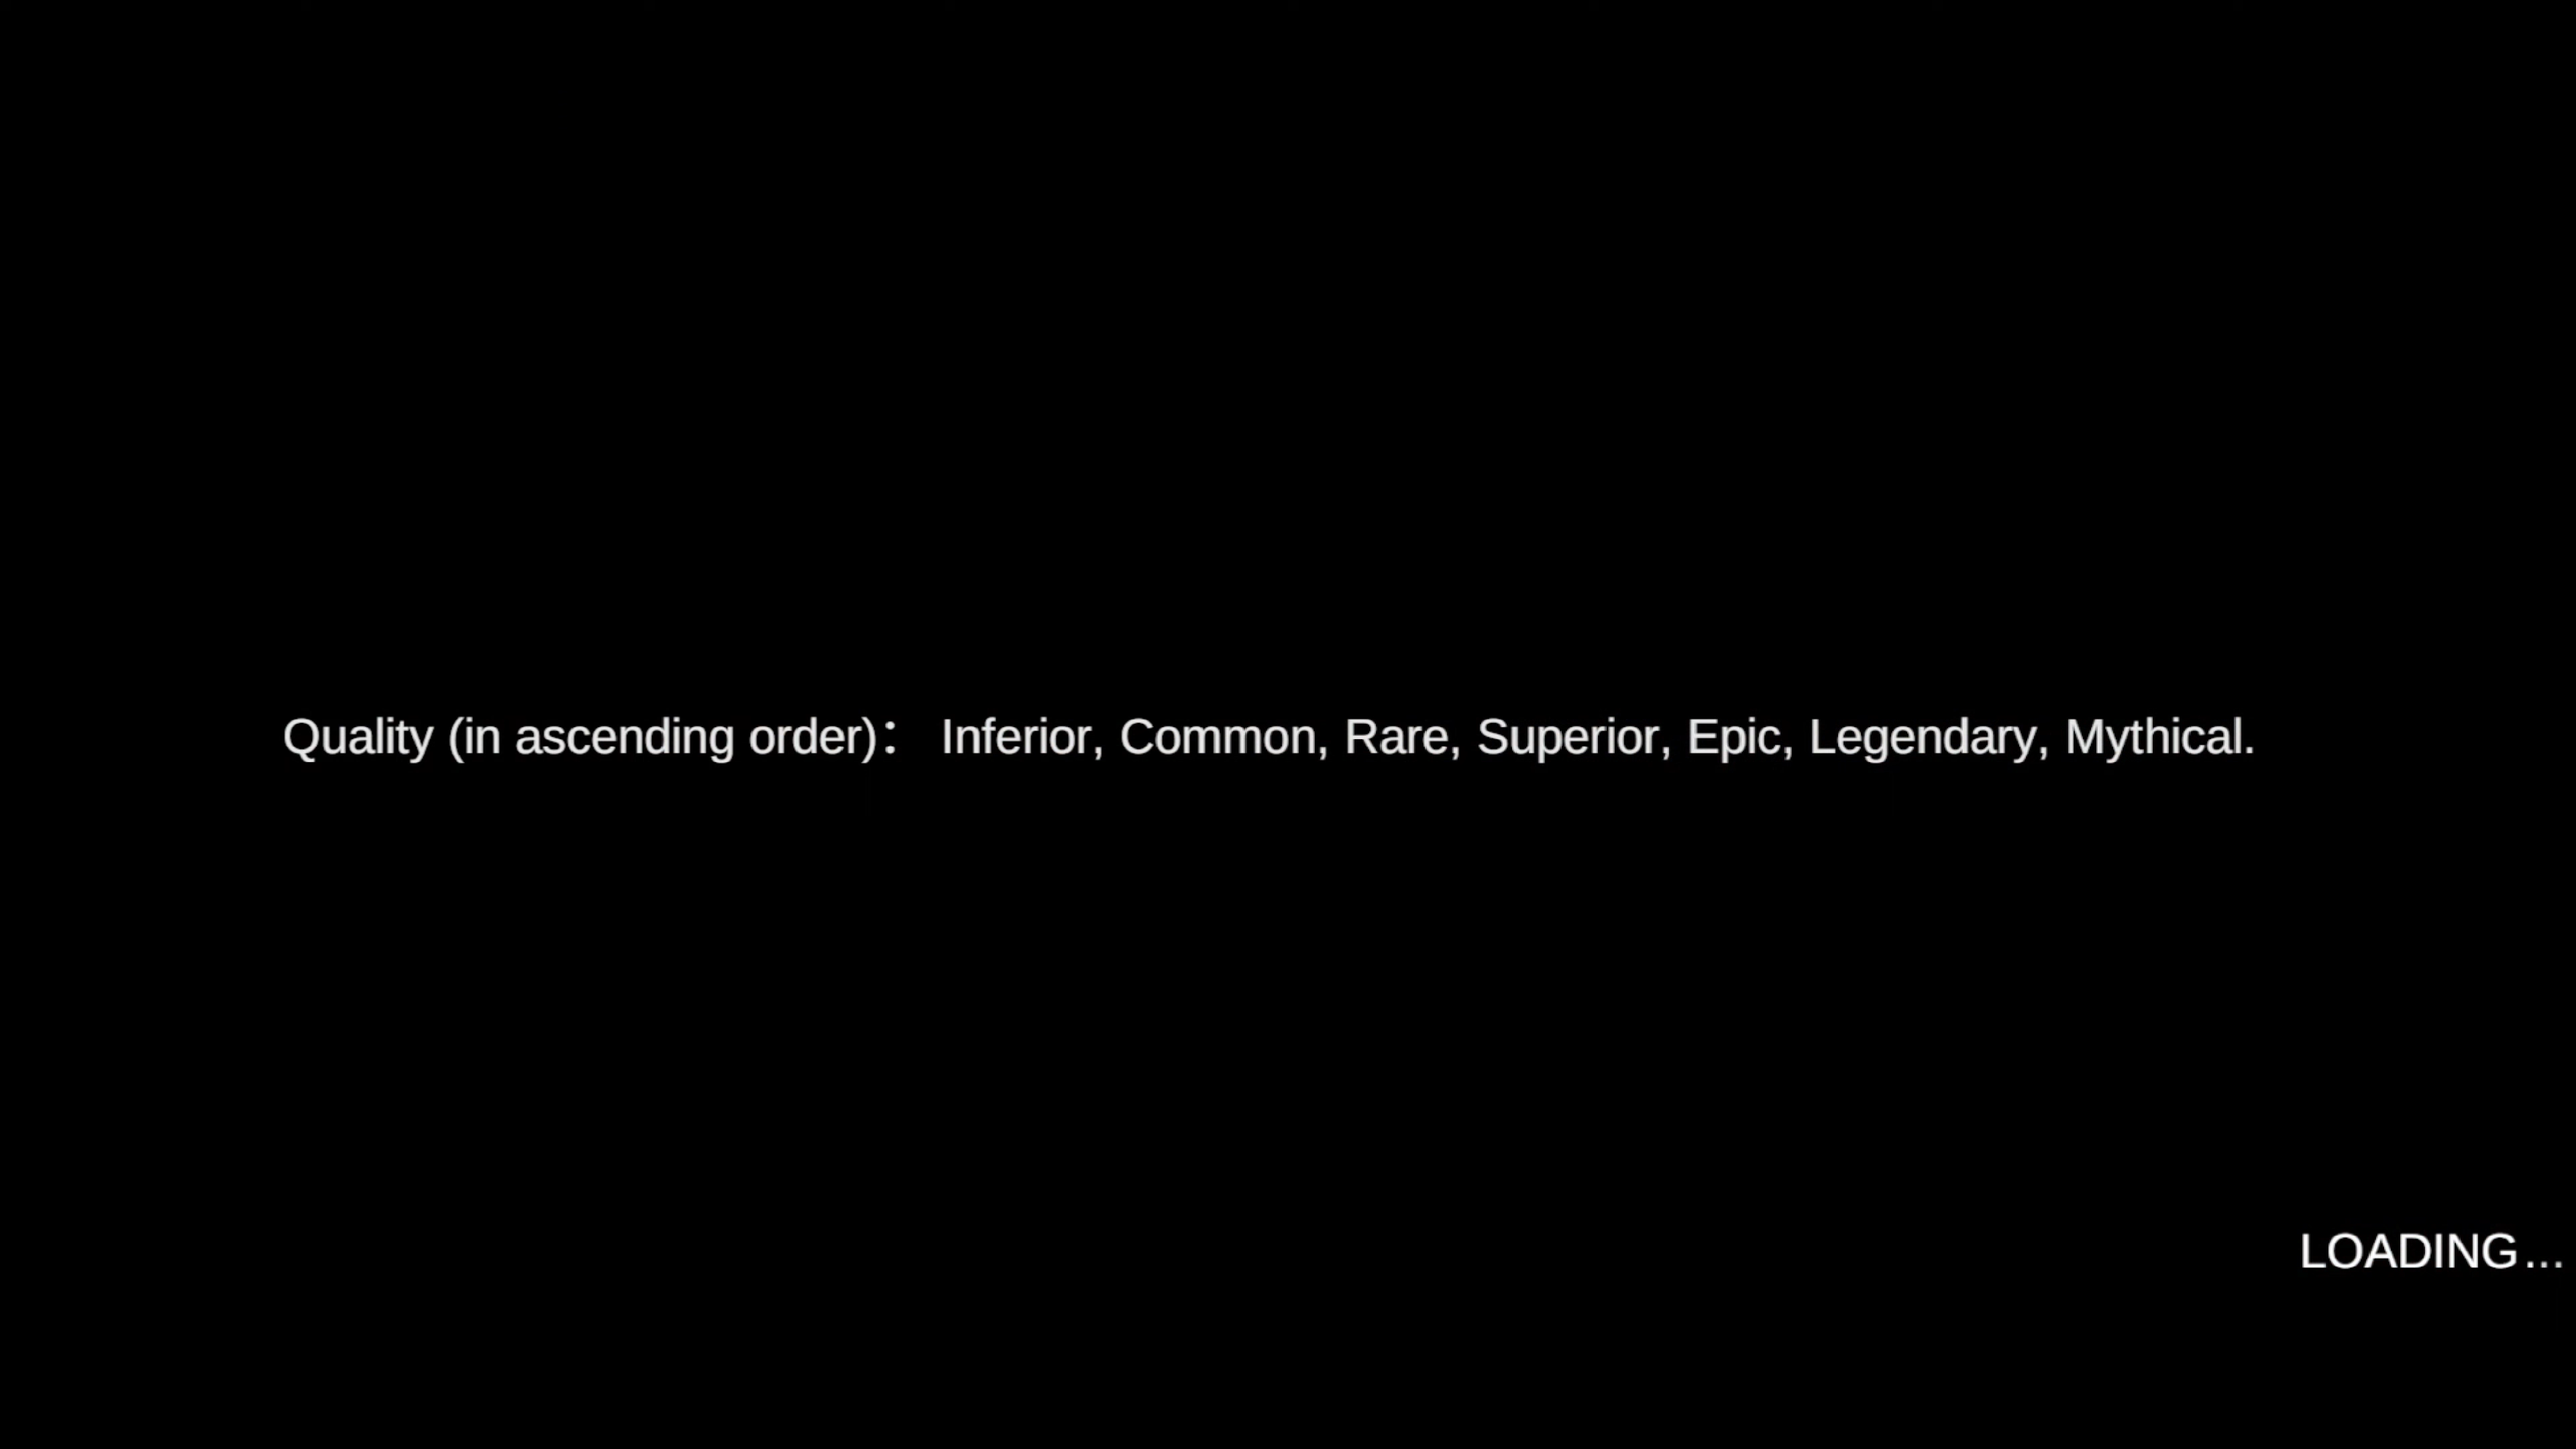 Quality (in ascending order)： Inferior, Common, Rare, Superior, Epic, Legendary, Mythical.
LOADING...